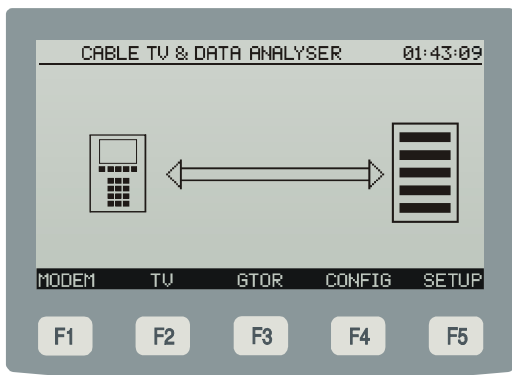 CABLE TV & DATA ANALYSER 01:43:09
MODEM TV GTOR CONFIG SETUP
F1 F2 F3 F4 F5